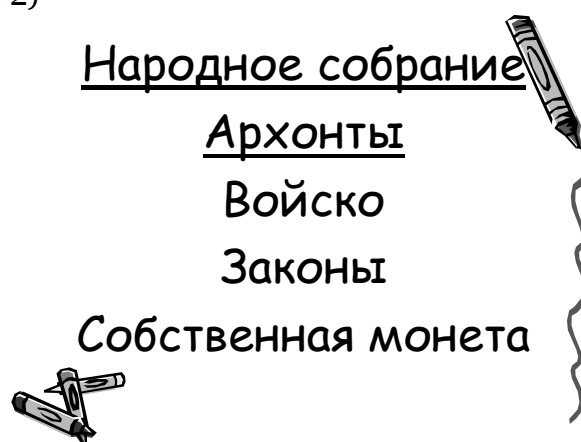 2)
Народное собрание
Архонты
Войско
Законы
Собственная монета